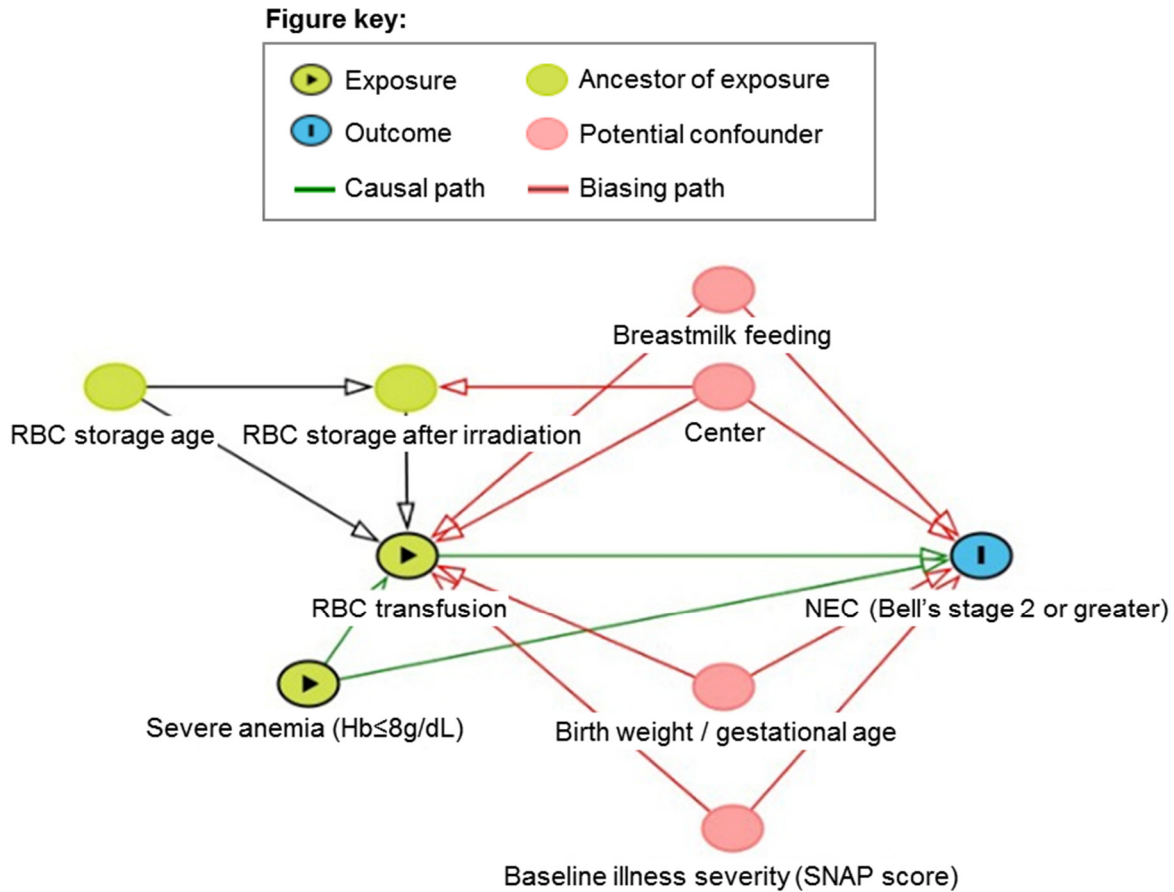 Figure key:
Exposure
Ancestor of exposure
Outcome
Potential confounder
Causal path
Biasing path
Breastmilk feeding
RBC storage age
RBC storage after irradiation
Center
RBC transfusion
NEC (Bell's stage 2 or greater)
Severe anemia (Hb≤8g/dL)
Birth weight / gestational age
Baseline illness severity (SNAP score)